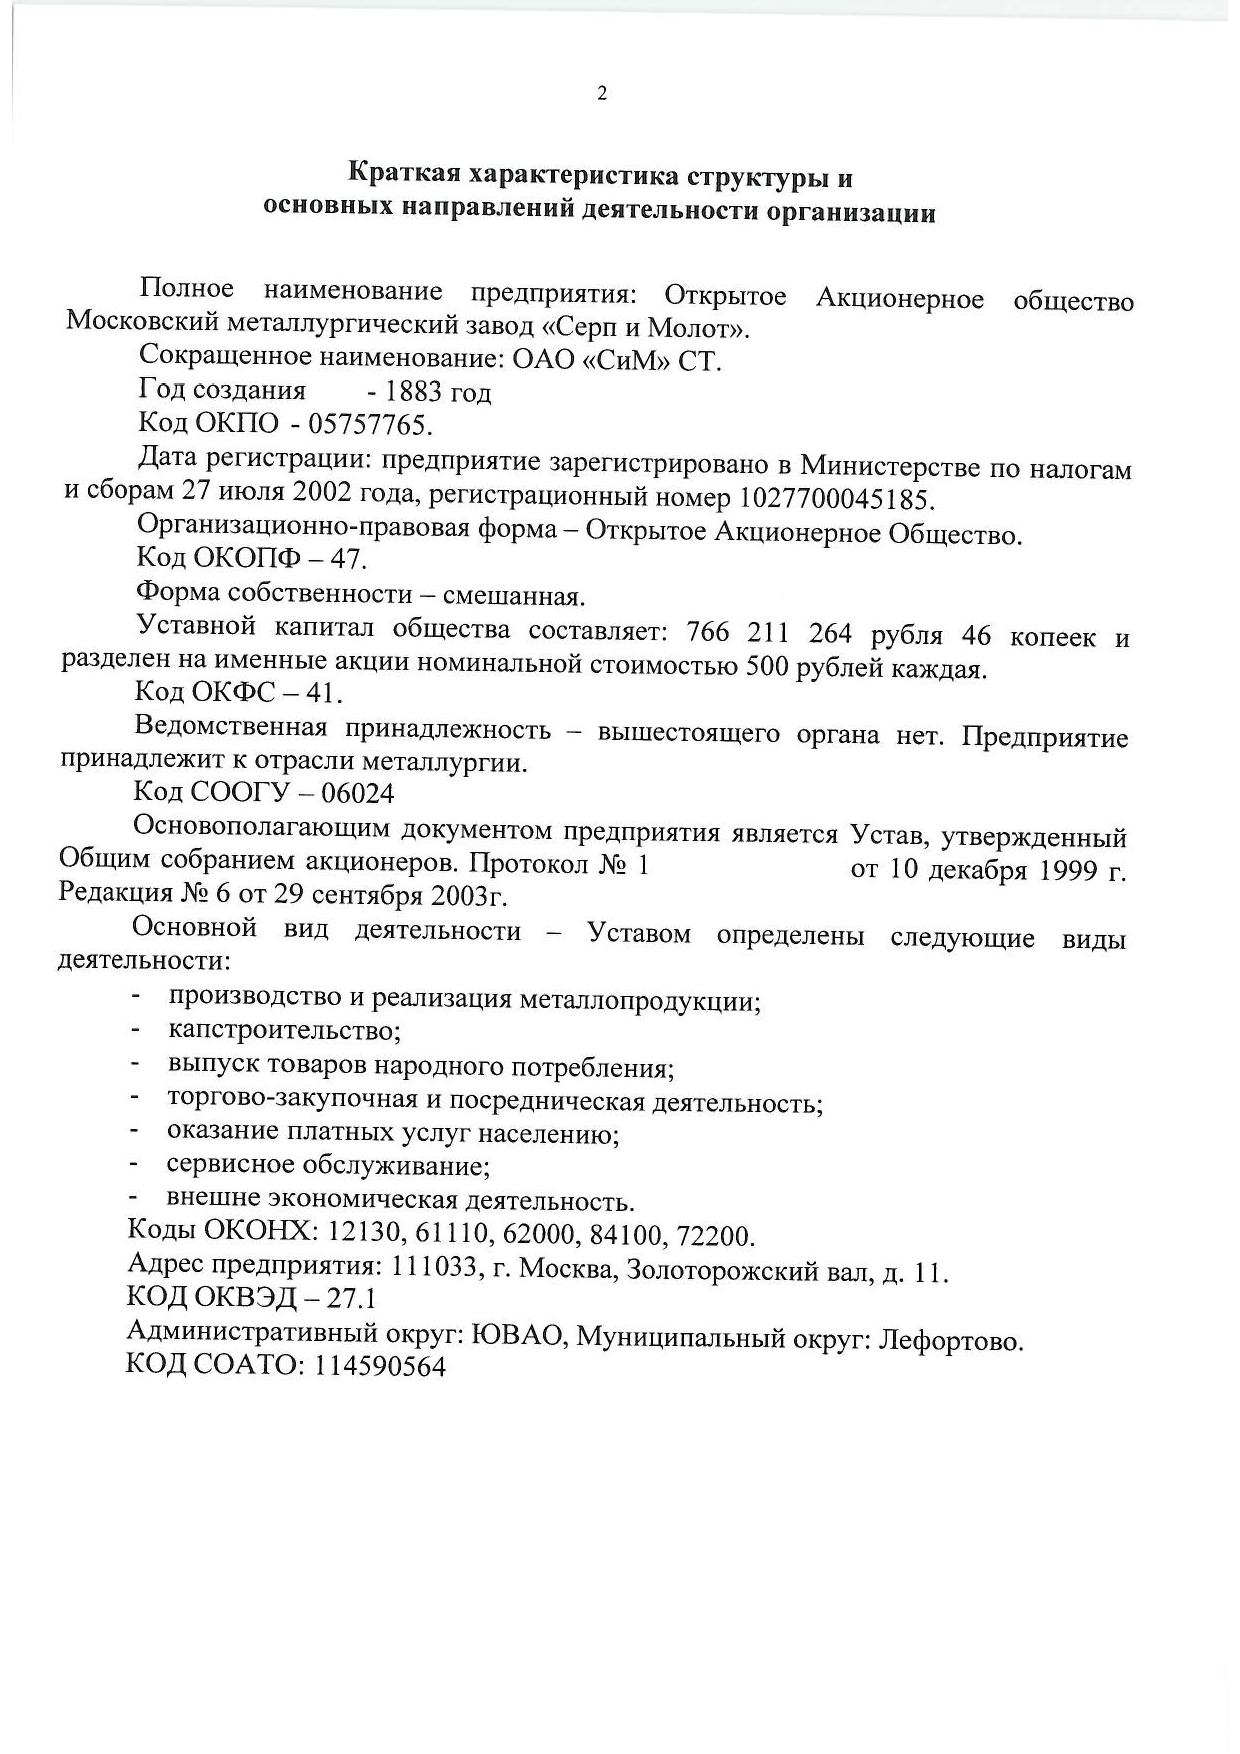 2
Краткая характеристика структуры и
основных направлений деятельности организации
Полное наименование предприятия: Открытое Акционерное общество
Московский металлургический завод «Серп и Молот».
Сокращенное наименование: ОАО «СиМ» СТ.
Год создания - 1883 год
Код ОКПО - 05757765.
Дата регистрации: предприятие зарегистрировано в Министерстве по налогам
и сборам 27 июля 2002 года, регистрационный номер 1027700045185.
Организационно-правовая форма – Открытое Акционерное Общество.
Код ОКОПФ – 47.
Форма собственности – смешанная.
Уставной капитал общества составляет: 766 211 264 рубля 46 копеек и
разделен на именные акции номинальной стоимостью 500 рублей каждая.
Код ОКФС – 41.
Ведомственная принадлежность – вышестоящего органа нет. Предприятие
принадлежит к отрасли металлургии.
Код СООГУ – 06024
Основополагающим документом предприятия является Устав, утвержденный
Общим собранием акционеров. Протокол № 1 от 10 декабря 1999 г.
Редакция № 6 от 29 сентября 2003г.
Основной вид деятельности – Уставом определены следующие виды
деятельности:
- производство и реализация металлопродукции;
- капстроительство;
- выпуск товаров народного потребления;
- торгово-закупочная и посредническая деятельность;
- оказание платных услуг населению;
- сервисное обслуживание;
- внешне экономическая деятельность.
Коды ОКОНХ: 12130, 61110, 62000, 84100, 72200.
Адрес предприятия: 111033, г. Москва, Золоторожский вал, д. 11.
КОД ОКВЭД – 27.1
Административный округ: ЮВАО, Муниципальный округ: Лефортово.
КОД СОАТО: 114590564